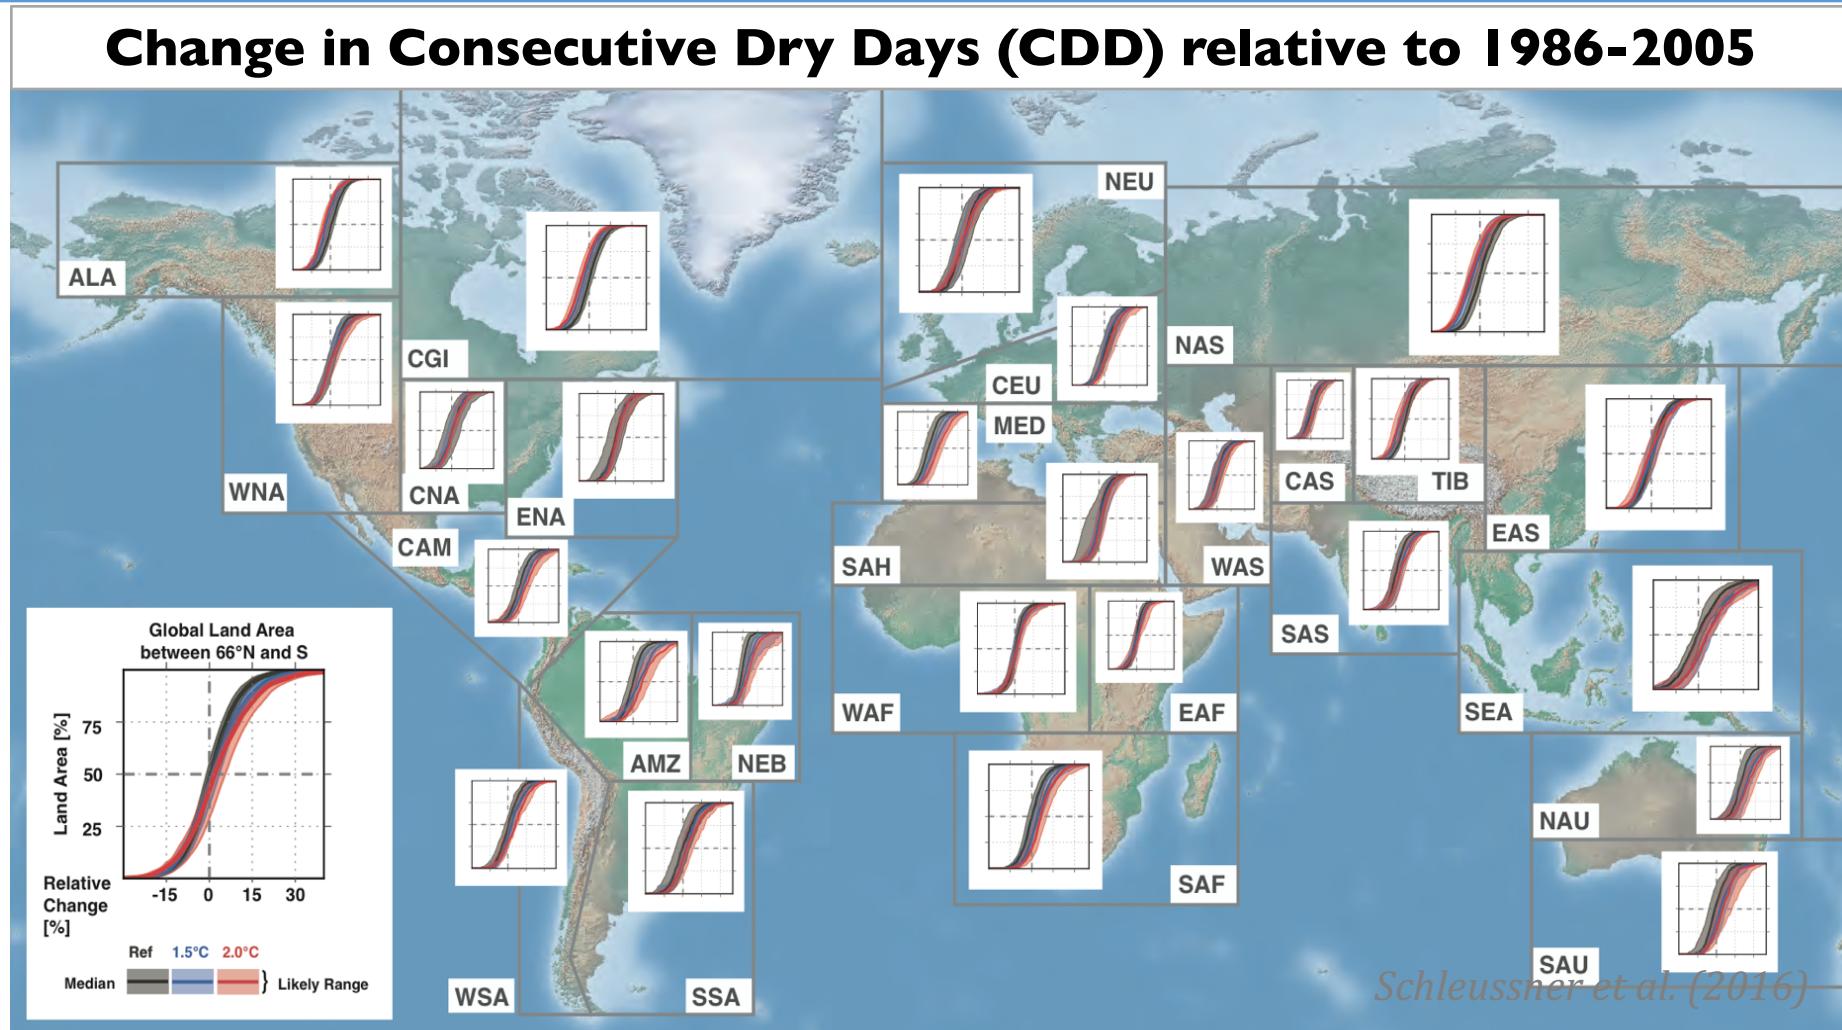 Change in Consecutive Dry Days (CDD) relative to 1986-2005
NEU
ALA
CGI
NAS
CEU
MED
WNA
CNA
ENA
CAS
TIB
EAS
CAM
SAH
WAS
SAS
WAF
EAF
SEA
AMZ
NEB
NAU
SAF
SAU
WSA
SSA
Global Land Area
between 66°N and S
Land Area [%]
75
50
25
-15
0
15
30
Relative
Change
[%]
Ref
1.5°C
2.0°C
Median
} Likely Range
Schleussner et al. (2016)